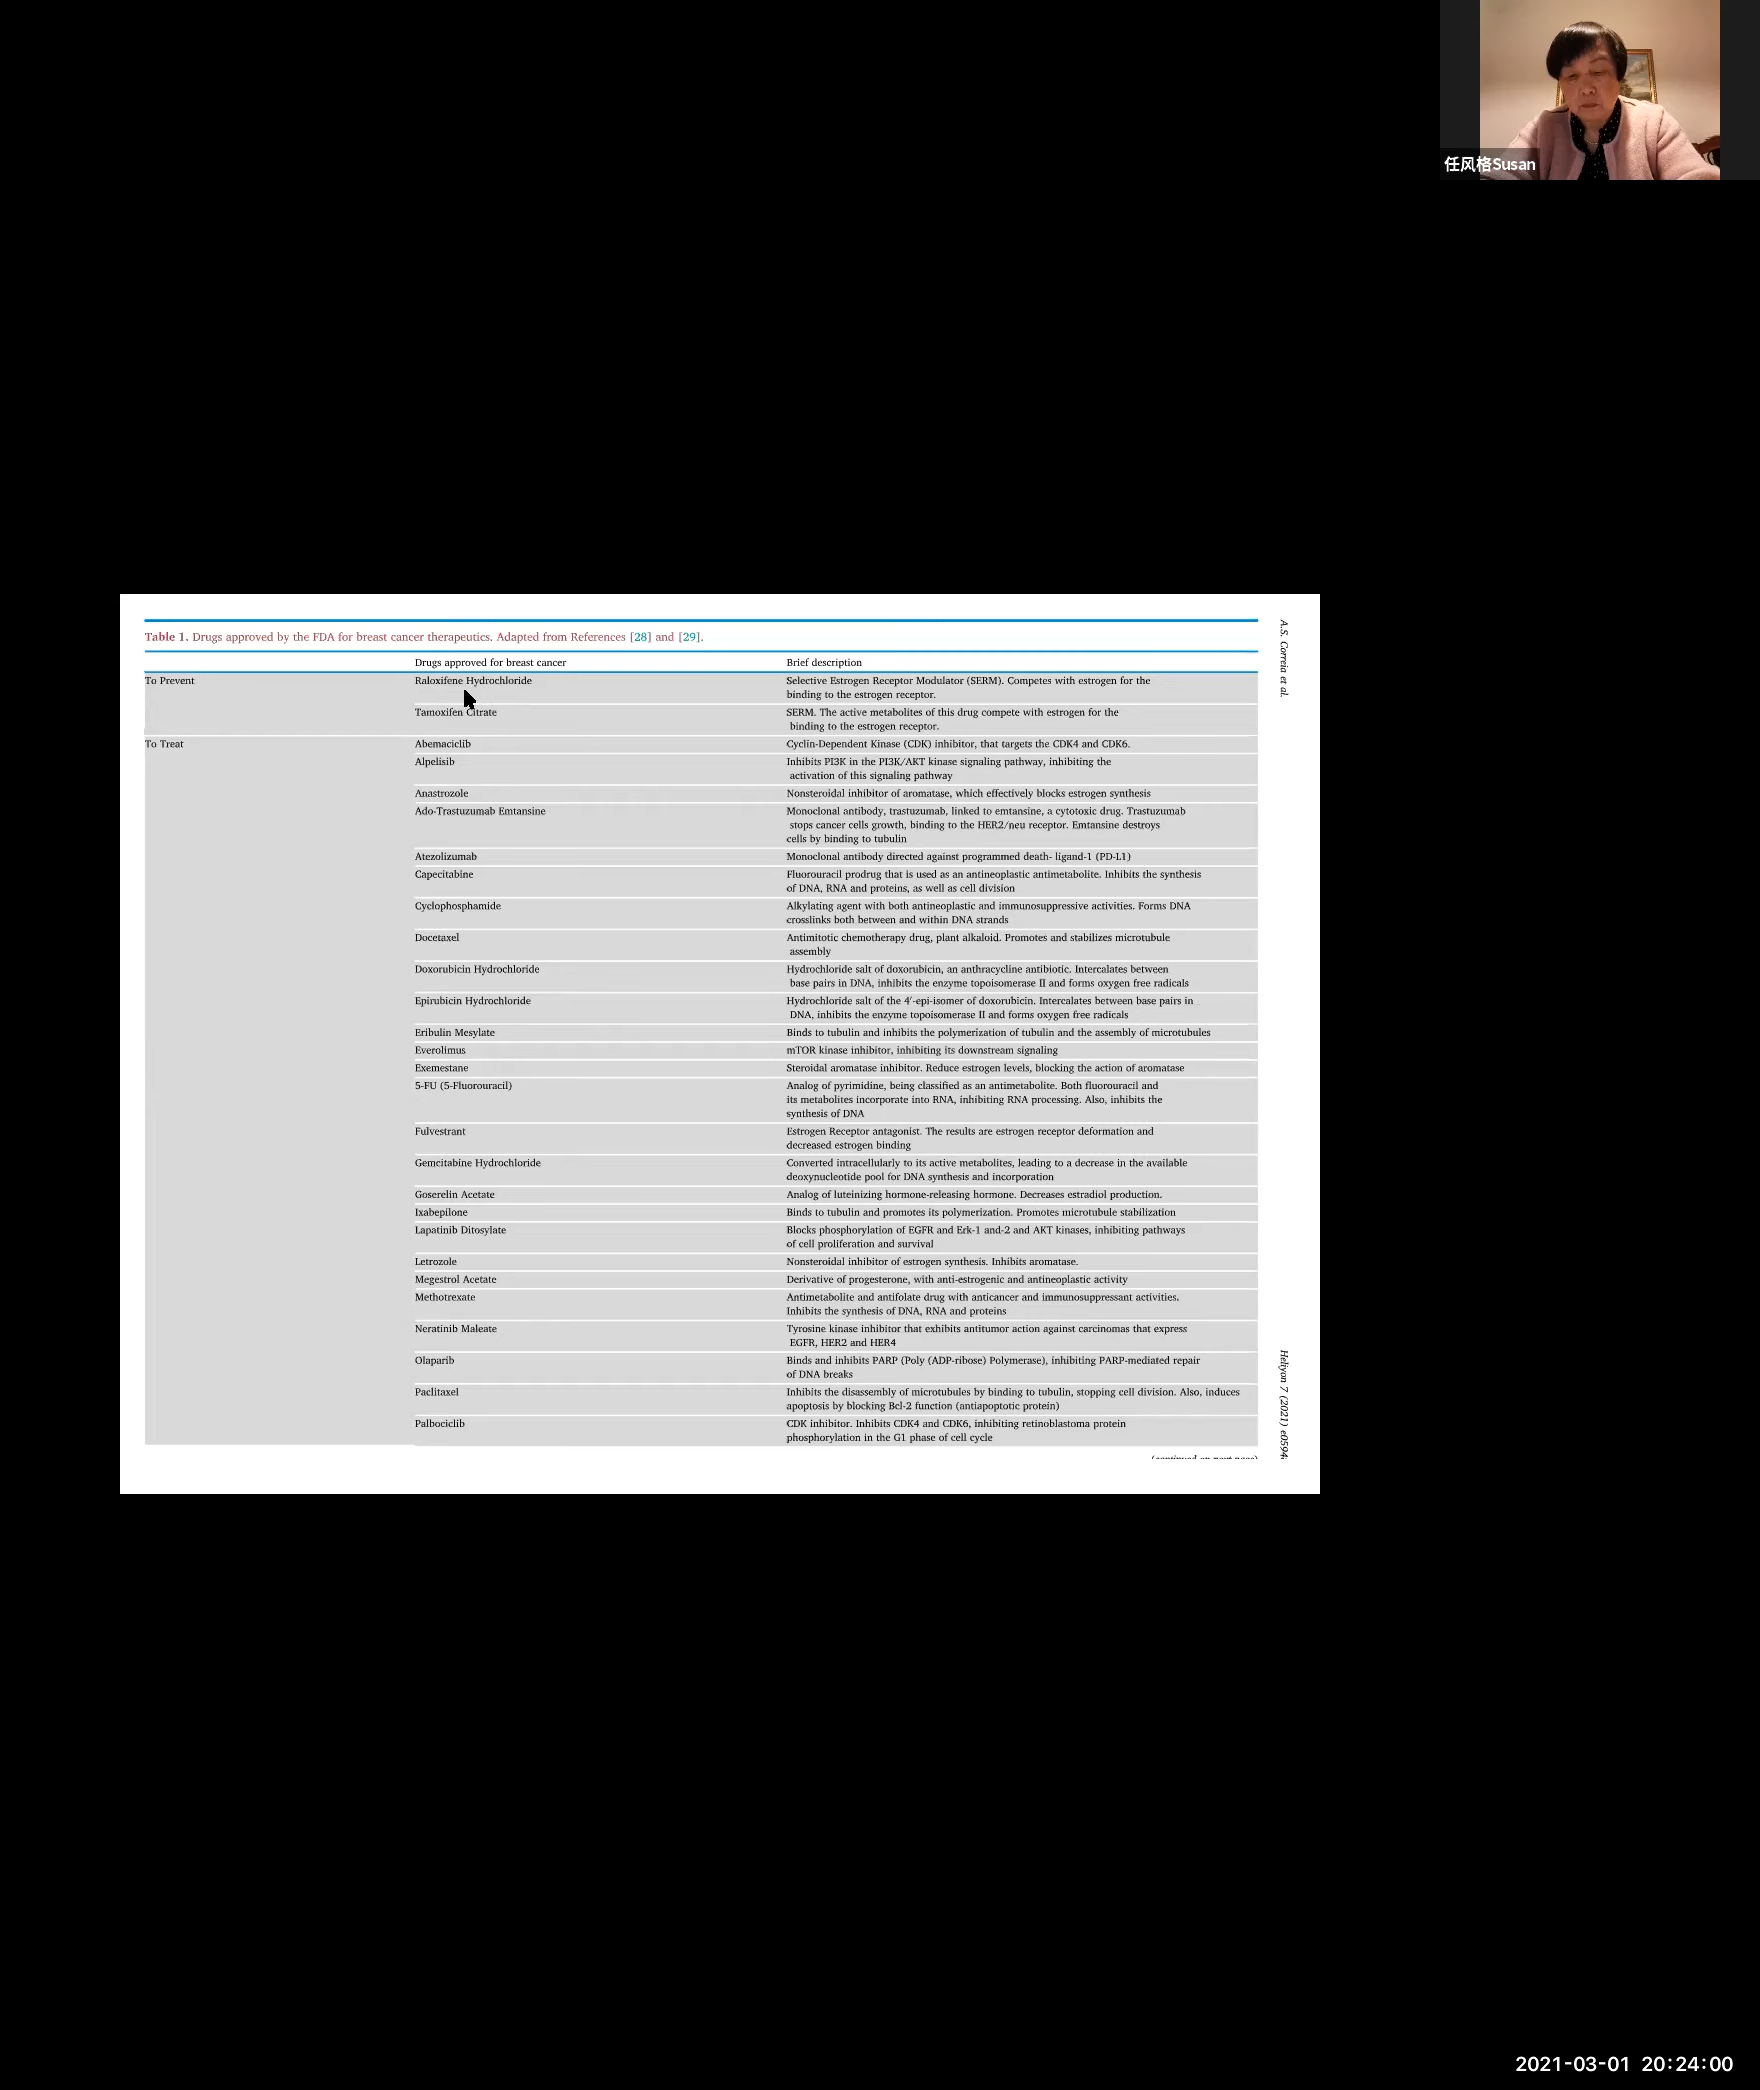 任风格Susan
Table 1. Drugs approved by the FDA for breast cancer therapeutics. Adapted from References [28] and [29].
Drugs approved for breast cancer Brief description
To Prevent Raloxifene Hydrochloride Selective Estrogen Receptor Modulator (SERM). Competes with estrogen for the
binding to the estrogen receptor.
Tamoxifen Citrate SERM. The active metabolites of this drug compete with estrogen for the
binding to the estrogen receptor.
To Treat Abemaciclib Cyclin-Dependent Kinase (CDK) inhibitor, that targets the CDK4 and CDK6.
Alpelisib Inhibits PI3K in the PI3K/AKT kinase signaling pathway, inhibiting the
activation of this signaling pathway
Anastrozole Nonsteroidal inhibitor of aromatase, which effectively blocks estrogen synthesis
Ado-Trastuzumab Emtansine Monoclonal antibody, trastuzumab, linked to emtansine, a cytotoxic drug. Trastuzumab
stops cancer cells growth, binding to the HER2/neu receptor. Emtansine destroys
cells by binding to tubulin
Atezolizumab Monoclonal antibody directed against programmed death- ligand-1 (PD-L1)
Capecitabine Fluorouracil prodrug that is used as an antineoplastic antimetabolite. Inhibits the synthesis
of DNA, RNA and proteins, as well as cell division
Cyclophosphamide Alkylating agent with both antineoplastic and immunosuppressive activities. Forms DNA
crosslinks both between and within DNA strands
Docetaxel Antimitotic chemotherapy drug, plant alkaloid. Promotes and stabilizes microtubule
assembly
Doxorubicin Hydrochloride Hydrochloride salt of doxorubicin, an anthracycline antibiotic. Intercalates between
base pairs in DNA, inhibits the enzyme topoisomerase II and forms oxygen free radicals
Epirubicin Hydrochloride Hydrochloride salt of the 4′-epi-isomer of doxorubicin. Intercalates between base pairs in
DNA, inhibits the enzyme topoisomerase II and forms oxygen free radicals
Eribulin Mesylate Binds to tubulin and inhibits the polymerization of tubulin and the assembly of microtubules
Everolimus mTOR kinase inhibitor, inhibiting its downstream signaling
Exemestane Steroidal aromatase inhibitor. Reduce estrogen levels, blocking the action of aromatase
5-FU (5-Fluorouracil) Analog of pyrimidine, being classified as an antimetabolite. Both fluorouracil and
its metabolites incorporate into RNA, inhibiting RNA processing. Also, inhibits the
synthesis of DNA
Fulvestrant Estrogen Receptor antagonist. The results are estrogen receptor deformation and
decreased estrogen binding
Gemcitabine Hydrochloride Converted intracellularly to its active metabolites, leading to a decrease in the available
deoxynucleotide pool for DNA synthesis and incorporation
Goserelin Acetate Analog of luteinizing hormone-releasing hormone. Decreases estradiol production.
Ixabepilone Binds to tubulin and promotes its polymerization. Promotes microtubule stabilization
Lapatinib Ditosylate Blocks phosphorylation of EGFR and Erk-1 and-2 and AKT kinases, inhibiting pathways
of cell proliferation and survival
Letrozole Nonsteroidal inhibitor of estrogen synthesis. Inhibits aromatase.
Megestrol Acetate Derivative of progesterone, with anti-estrogenic and antineoplastic activity
Methotrexate Antimetabolite and antifolate drug with anticancer and immunosuppressant activities.
Inhibits the synthesis of DNA, RNA and proteins
Neratinib Maleate Tyrosine kinase inhibitor that exhibits antitumor action against carcinomas that express
EGFR, HER2 and HER4
Olaparib Binds and inhibits PARP (Poly (ADP-ribose) Polymerase), inhibiting PARP-mediated repair
of DNA breaks
Paclitaxel Inhibits the disassembly of microtubules by binding to tubulin, stopping cell division. Also, induces
apoptosis by blocking Bcl-2 function (antiapoptotic protein)
Palbociclib CDK inhibitor. Inhibits CDK4 and CDK6, inhibiting retinoblastoma protein
phosphorylation in the G1 phase of cell cycle
(continued on next page)
A.S. Correia et al.
Heliyon 7 (2021)
2021-03-01 20:24:00